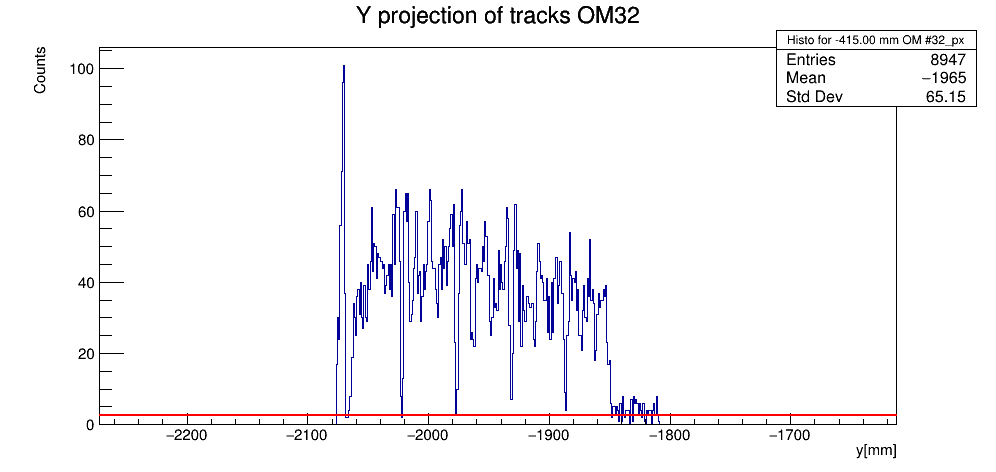 Y projection of tracks OM32
Histo for -415.00 mm OM #32_px
Entries 8947
Mean −1965
Std Dev 65.15
Counts
100
80
60
40
20
0
−2200 −2100 −2000 −1900 −1800 −1700
y[mm]